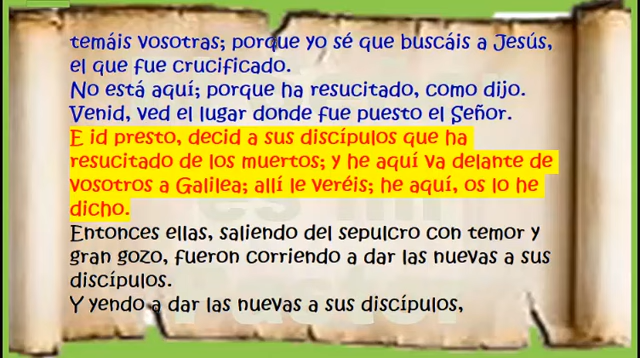 temáis vosotras; porque yo sé que buscáis a Jesús,
el que fue crucificado.
No está aquí; porque ha resucitado, como dijo.
Venid, ved el lugar donde fue puesto el Señor.
E id presto, decid a sus discípulos que ha
resucitado de los muertos; y he aquí va delante de
vosotros a Galilea; allí le veréis; he aquí, os lo he
dicho.
Entonces ellas, saliendo del sepulcro con temor y
gran gozo, fueron corriendo a dar las nuevas a sus
discípulos.
Y yendo a dar las nuevas a sus discípulos,